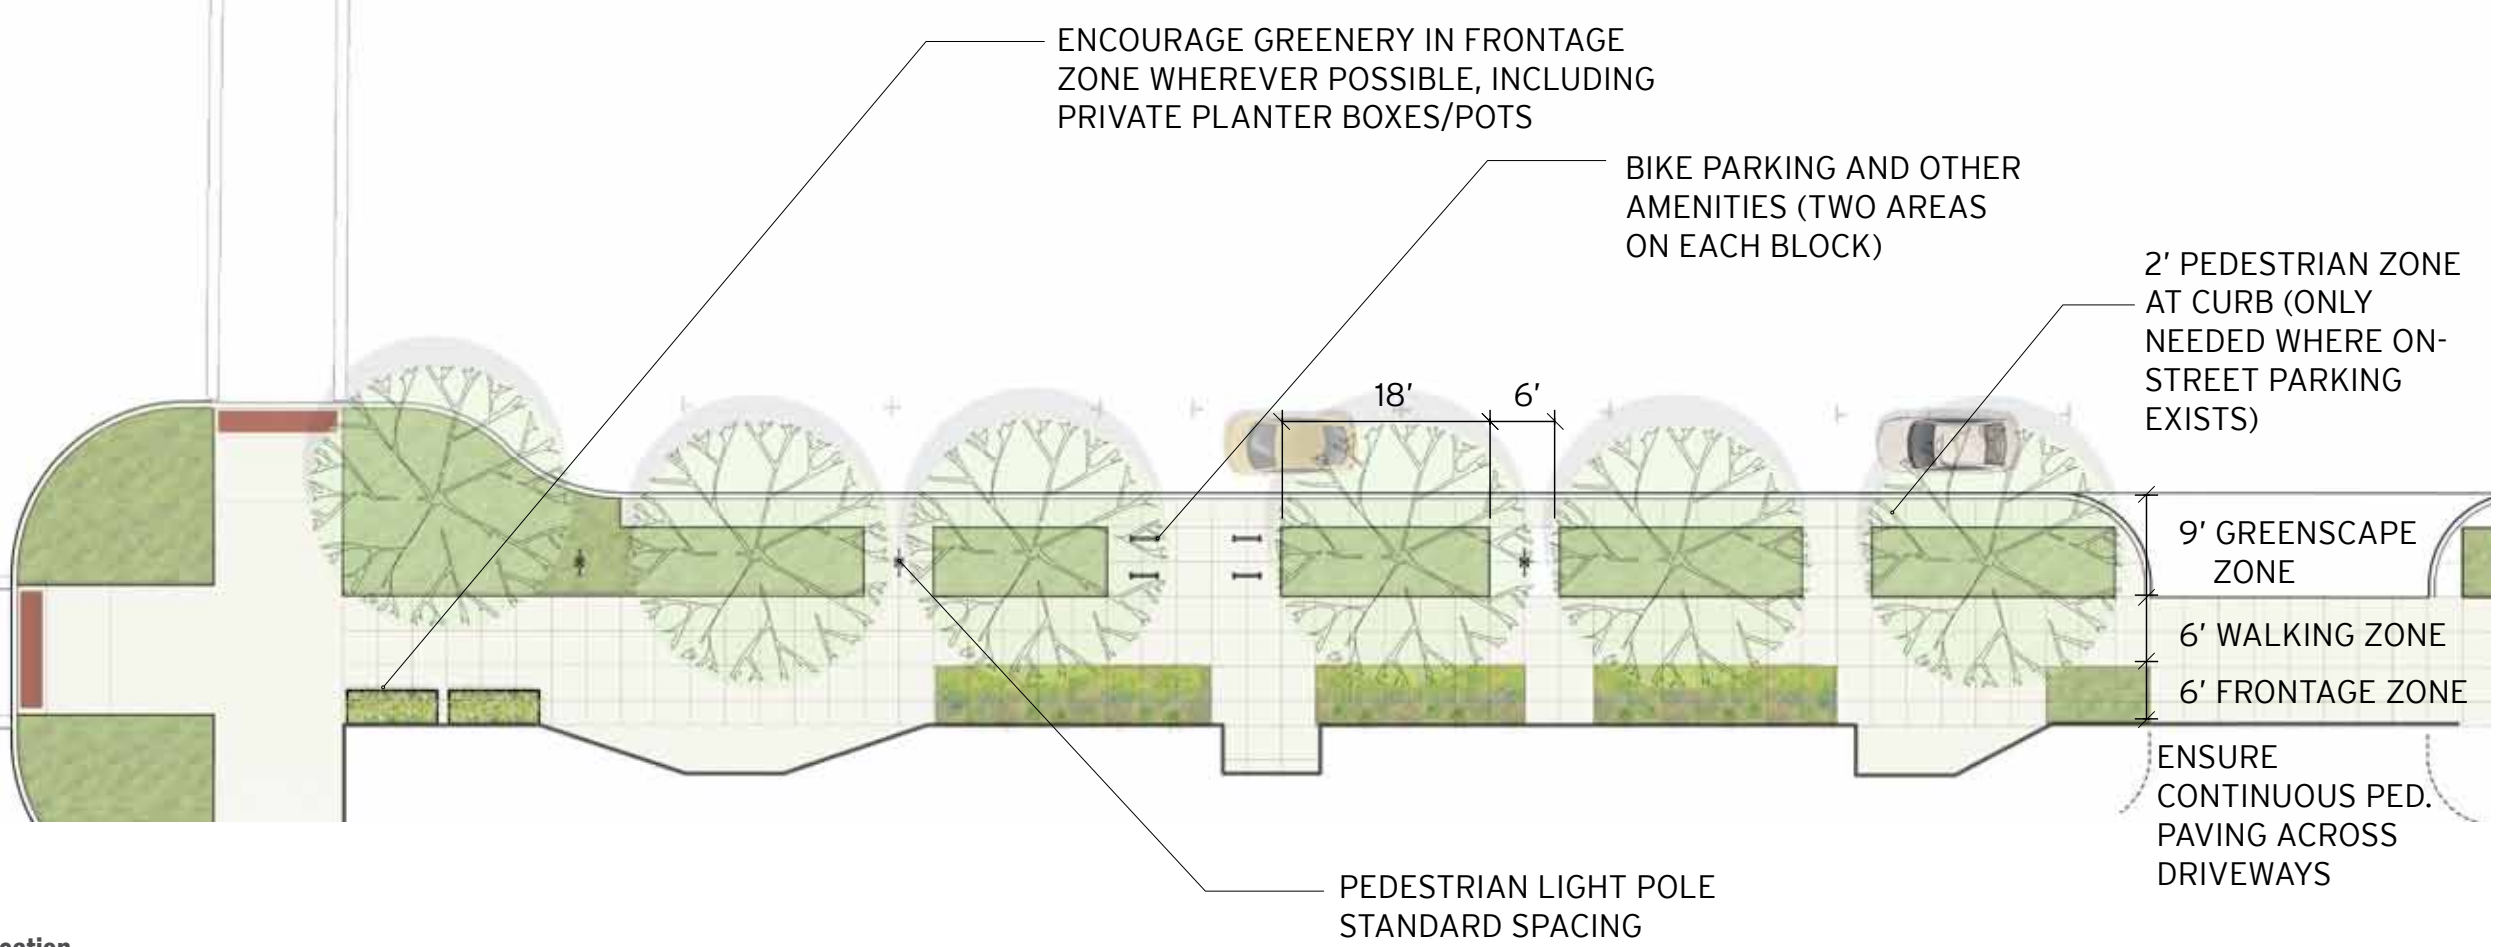 ENCOURAGE GREENERY IN FRONTAGE
ZONE WHEREVER POSSIBLE, INCLUDING
PRIVATE PLANTER BOXES/POTS
BIKE PARKING AND OTHER
AMENITIES (TWO AREAS
ON EACH BLOCK)
2' PEDESTRIAN ZONE
AT CURB (ONLY
NEEDED WHERE ON-
STREET PARKING
EXISTS)
18'
6'
9' GREENSCAPE
ZONE
6' WALKING ZONE
6' FRONTAGE ZONE
ENSURE
CONTINUOUS PED.
PAVING ACROSS
DRIVEWAYS
PEDESTRIAN LIGHT POLE
STANDARD SPACING